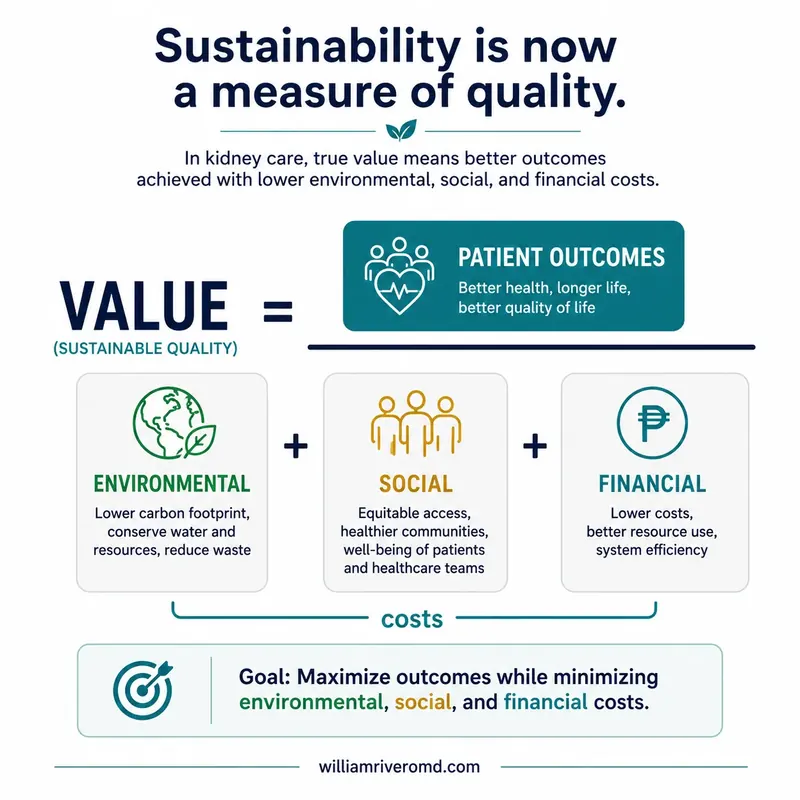 Sustainability is now
a measure of quality.
In kidney care, true value means better outcomes
achieved with lower environmental, social, and financial costs.
VALUE
(SUSTAINABLE QUALITY)
=
PATIENT OUTCOMES
Better health, longer life,
better quality of life
ENVIRONMENTAL
Lower carbon footprint,
conserve water and
resources, reduce waste
+
SOCIAL
Equitable access,
healthier communities,
well-being of patients
and healthcare teams
+
₱
FINANCIAL
Lower costs,
better resource use,
system efficiency
costs
Goal: Maximize outcomes while minimizing
environmental, social, and financial costs.
williamriveromd.com